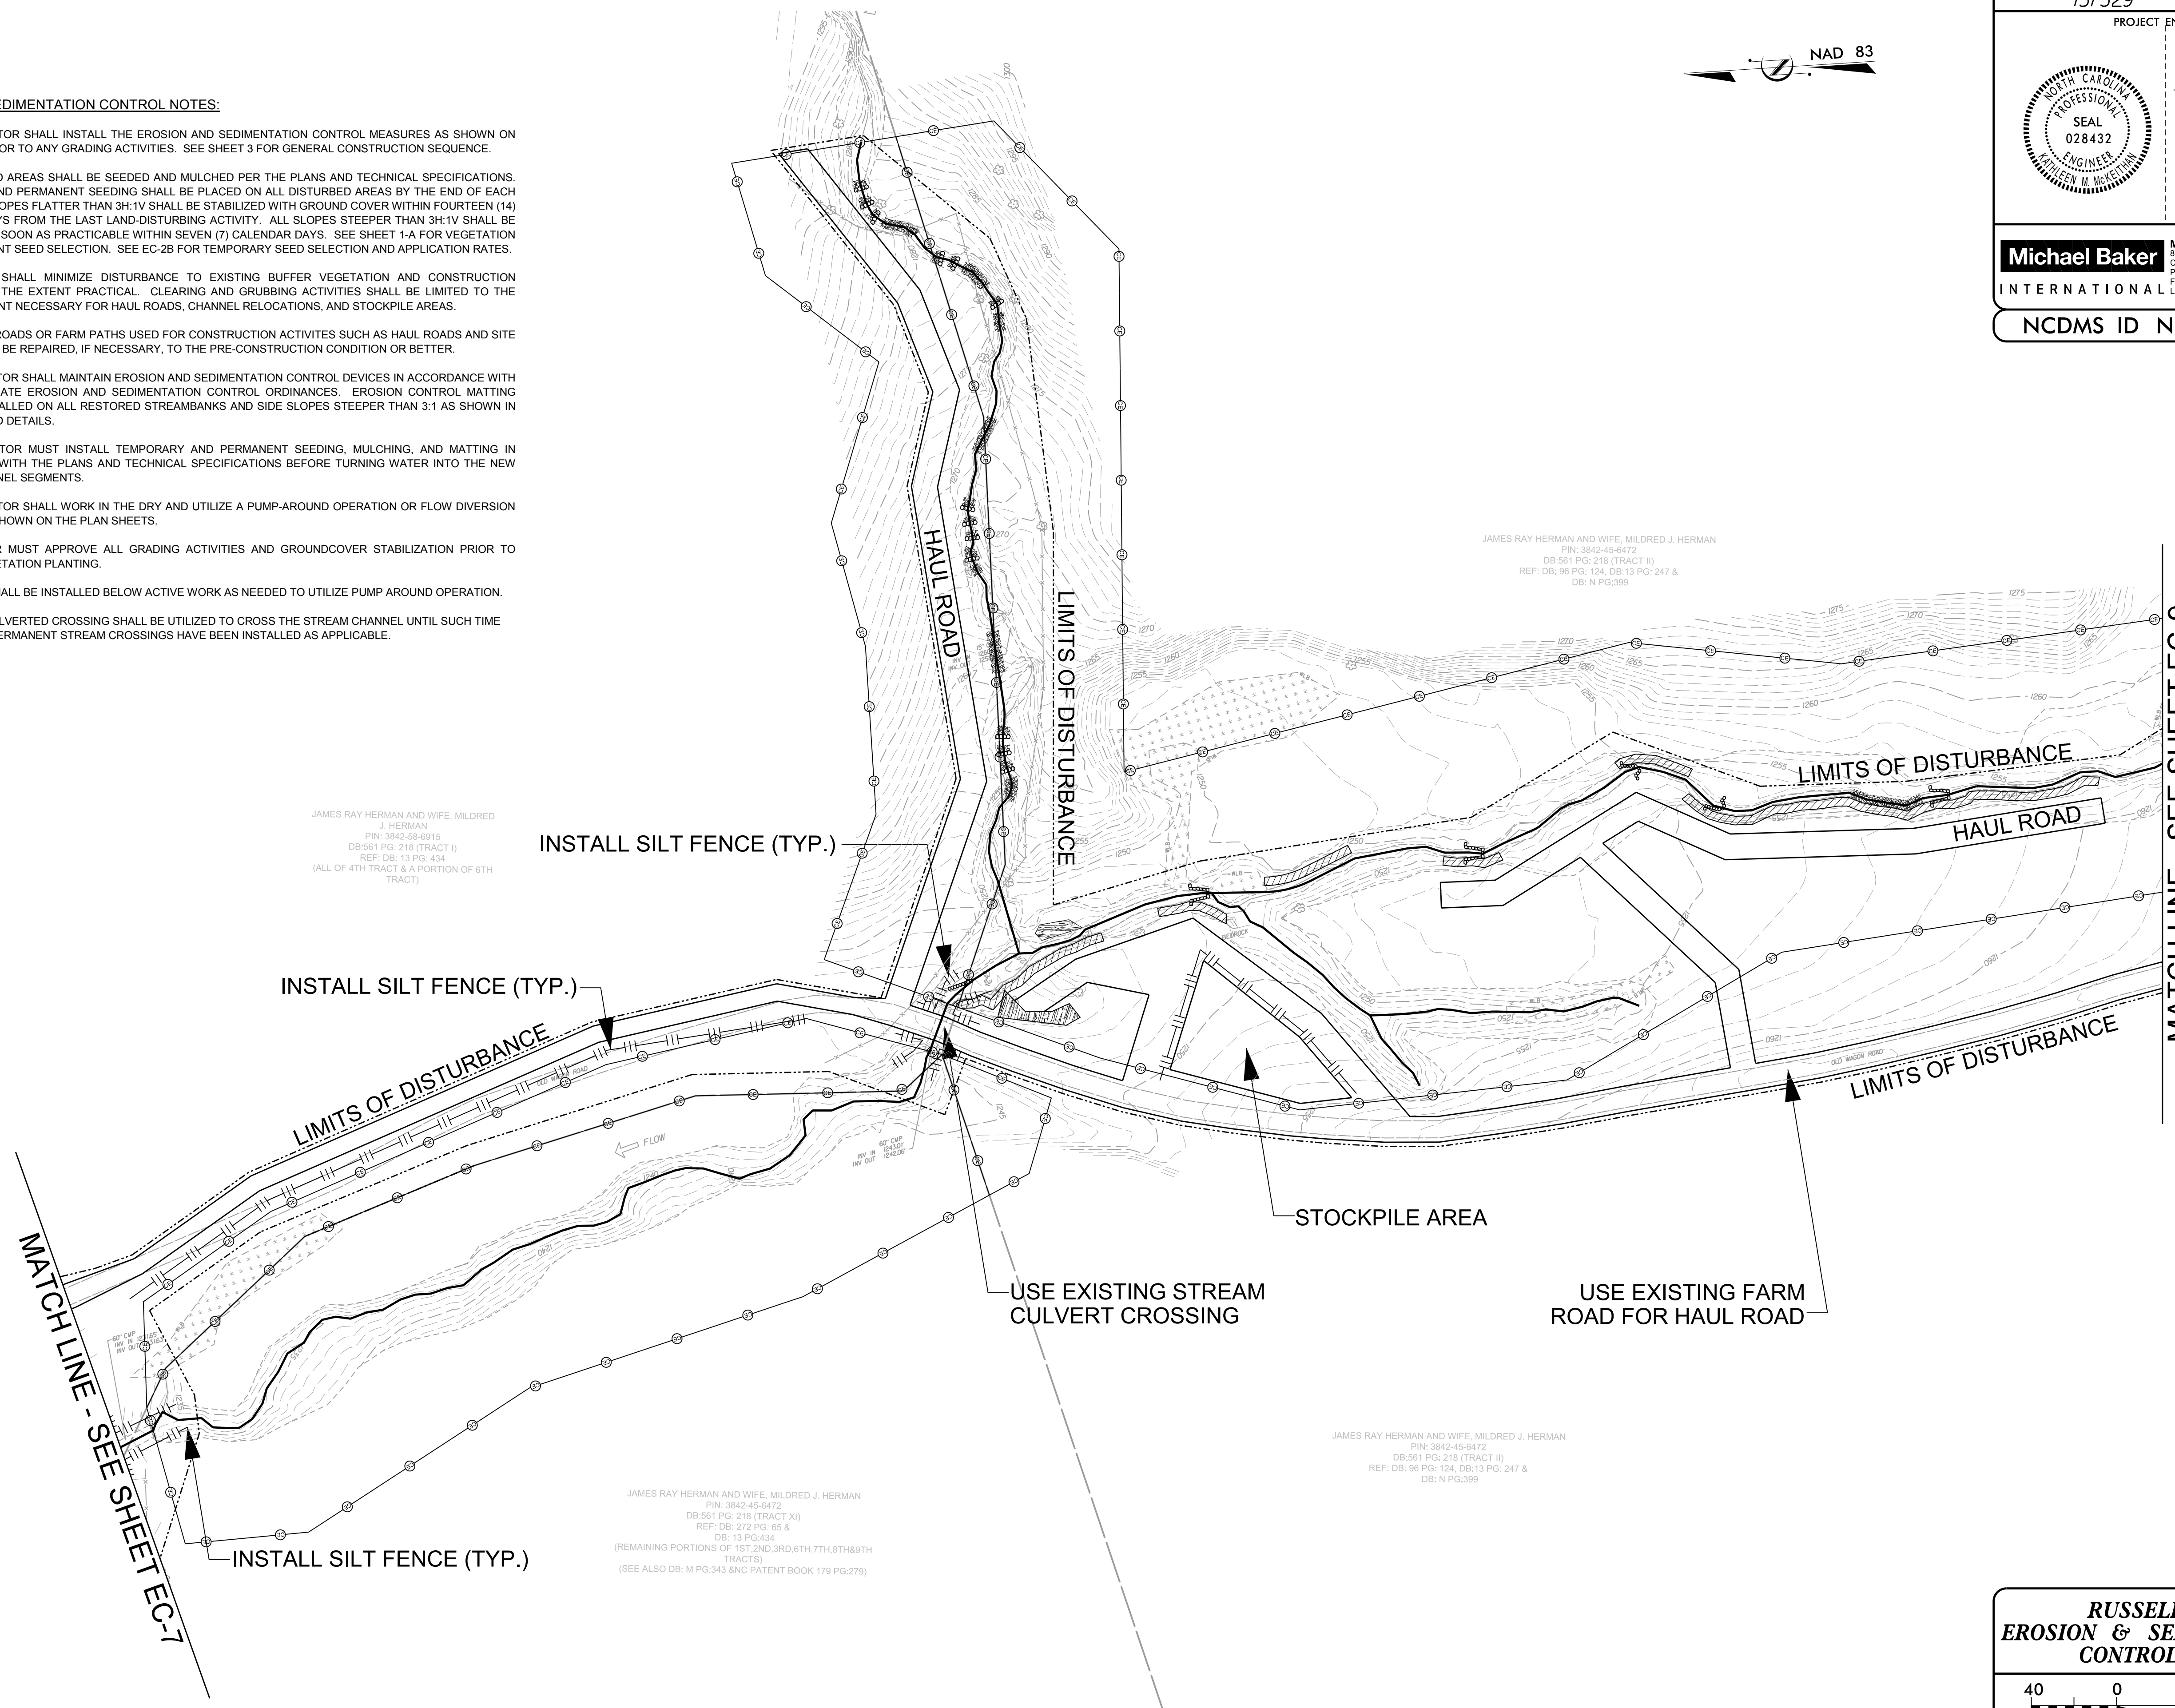 EDIMENTATION CONTROL NOTES:
TOR SHALL INSTALL THE EROSION AND SEDIMENTATION CONTROL MEASURES AS SHOWN ON
OR TO ANY GRADING ACTIVITIES. SEE SHEET 3 FOR GENERAL CONSTRUCTION SEQUENCE.
D AREAS SHALL BE SEEDED AND MULCHED PER THE PLANS AND TECHNICAL SPECIFICATIONS.
ND PERMANENT SEEDING SHALL BE PLACED ON ALL DISTURBED AREAS BY THE END OF EACH
OPES FLATTER THAN 3H:1V SHALL BE STABILIZED WITH GROUND COVER WITHIN FOURTEEN (14)
YS FROM THE LAST LAND-DISTURBING ACTIVITY. ALL SLOPES STEEPER THAN 3H:1V SHALL BE
SOON AS PRACTICABLE WITHIN SEVEN (7) CALENDAR DAYS. SEE SHEET 1-A FOR VEGETATION
NT SEED SELECTION. SEE EC-2B FOR TEMPORARY SEED SELECTION AND APPLICATION RATES.
SHALL MINIMIZE DISTURBANCE TO EXISTING BUFFER VEGETATION AND CONSTRUCTION
THE EXTENT PRACTICAL. CLEARING AND GRUBBING ACTIVITIES SHALL BE LIMITED TO THE
NT NECESSARY FOR HAUL ROADS, CHANNEL RELOCATIONS, AND STOCKPILE AREAS.
ROADS OR FARM PATHS USED FOR CONSTRUCTION ACTIVITES SUCH AS HAUL ROADS AND SITE
BE REPAIRED, IF NECESSARY, TO THE PRE-CONSTRUCTION CONDITION OR BETTER.
TOR SHALL MAINTAIN EROSION AND SEDIMENTATION CONTROL DEVICES IN ACCORDANCE WITH
ATE EROSION AND SEDIMENTATION CONTROL ORDINANCES. EROSION CONTROL MATTING
ALLED ON ALL RESTORED STREAMBANKS AND SIDE SLOPES STEEPER THAN 3:1 AS SHOWN IN
D DETAILS.
TOR MUST INSTALL TEMPORARY AND PERMANENT SEEDING, MULCHING, AND MATTING IN
WITH THE PLANS AND TECHNICAL SPECIFICATIONS BEFORE TURNING WATER INTO THE NEW
NEL SEGMENTS.
TOR SHALL WORK IN THE DRY AND UTILIZE A PUMP-AROUND OPERATION OR FLOW DIVERSION
HOWN ON THE PLAN SHEETS.
R MUST APPROVE ALL GRADING ACTIVITIES AND GROUNDCOVER STABILIZATION PRIOR TO
ETATION PLANTING.
ALL BE INSTALLED BELOW ACTIVE WORK AS NEEDED TO UTILIZE PUMP AROUND OPERATION.
LVERTED CROSSING SHALL BE UTILIZED TO CROSS THE STREAM CHANNEL UNTIL SUCH TIME
ERMANENT STREAM CROSSINGS HAVE BEEN INSTALLED AS APPLICABLE.
NAD 83
PROJECT EN
NORTH CAROLINA
PROFESSIONAL
SEAL
028432
ENGINEER
KATHLEEN M. McKEITHAN
Michael Baker
INTERNATIONAL
NCDMS ID N
HAUL ROAD
LIMITS OF DISTURBANCE
JAMES RAY HERMAN AND WIFE, MILDRED J. HERMAN
PIN: 3842-45-6472
DB:561 PG: 218 (TRACT II)
REF: DB; 96 PG; 124, DB:13 PG: 247 &
DB: N PG:399
JAMES RAY HERMAN AND WIFE, MILDRED
J. HERMAN
PIN: 3842-58-6915
DB:561 PG: 218 (TRACT I)
REF: DB: 13 PG: 434
(ALL OF 4TH TRACT & A PORTION OF 6TH
TRACT)
INSTALL SILT FENCE (TYP.)
LIMITS OF DISTURBANCE
HAUL ROAD
INSTALL SILT FENCE (TYP.)
LIMITS OF DISTURBANCE
OLD WAGON ROAD
FLOW
BEDROCK
60" CMP
INV IN 1243.01'
INV OUT 1242.06'
OLD WAGON ROAD
LIMITS OF DISTURBANCE
STOCKPILE AREA
USE EXISTING STREAM
CULVERT CROSSING
USE EXISTING FARM
ROAD FOR HAUL ROAD
MATCH LINE - SEE SHEET EC-7
60" CMP
INSTALL SILT FENCE (TYP.)
JAMES RAY HERMAN AND WIFE, MILDRED J. HERMAN
PIN: 3842-45-6472
DB:561 PG: 218 (TRACT XI)
REF: DB: 272 PG: 65 &
DB: 13 PG:434
(REMAINING PORTIONS OF 1ST,2ND,3RD,6TH,7TH,8TH&9TH
TRACTS)
(SEE ALSO DB: M PG;343 &NC PATENT BOOK 179 PG.279)
JAMES RAY HERMAN AND WIFE, MILDRED J. HERMAN
PIN: 3842-45-6472
DB:561 PG: 218 (TRACT II)
REF: DB; 96 PG: 124, DB:13 PG: 247 &
DB; N PG;399
RUSSELL
EROSION & SE
CONTROL
40 0